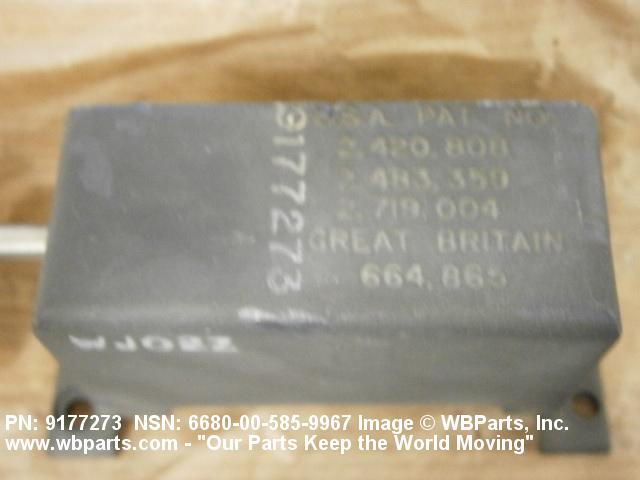 U.S.A. PAT. NO.
2,420,808
2,483,359
2,719,004
GREAT BRITAIN
664,865
9177273
PN: 9177273 NSN: 6680-00-585-9967 Image © WBParts, Inc.
www.wbparts.com - "Our Parts Keep the World Moving"